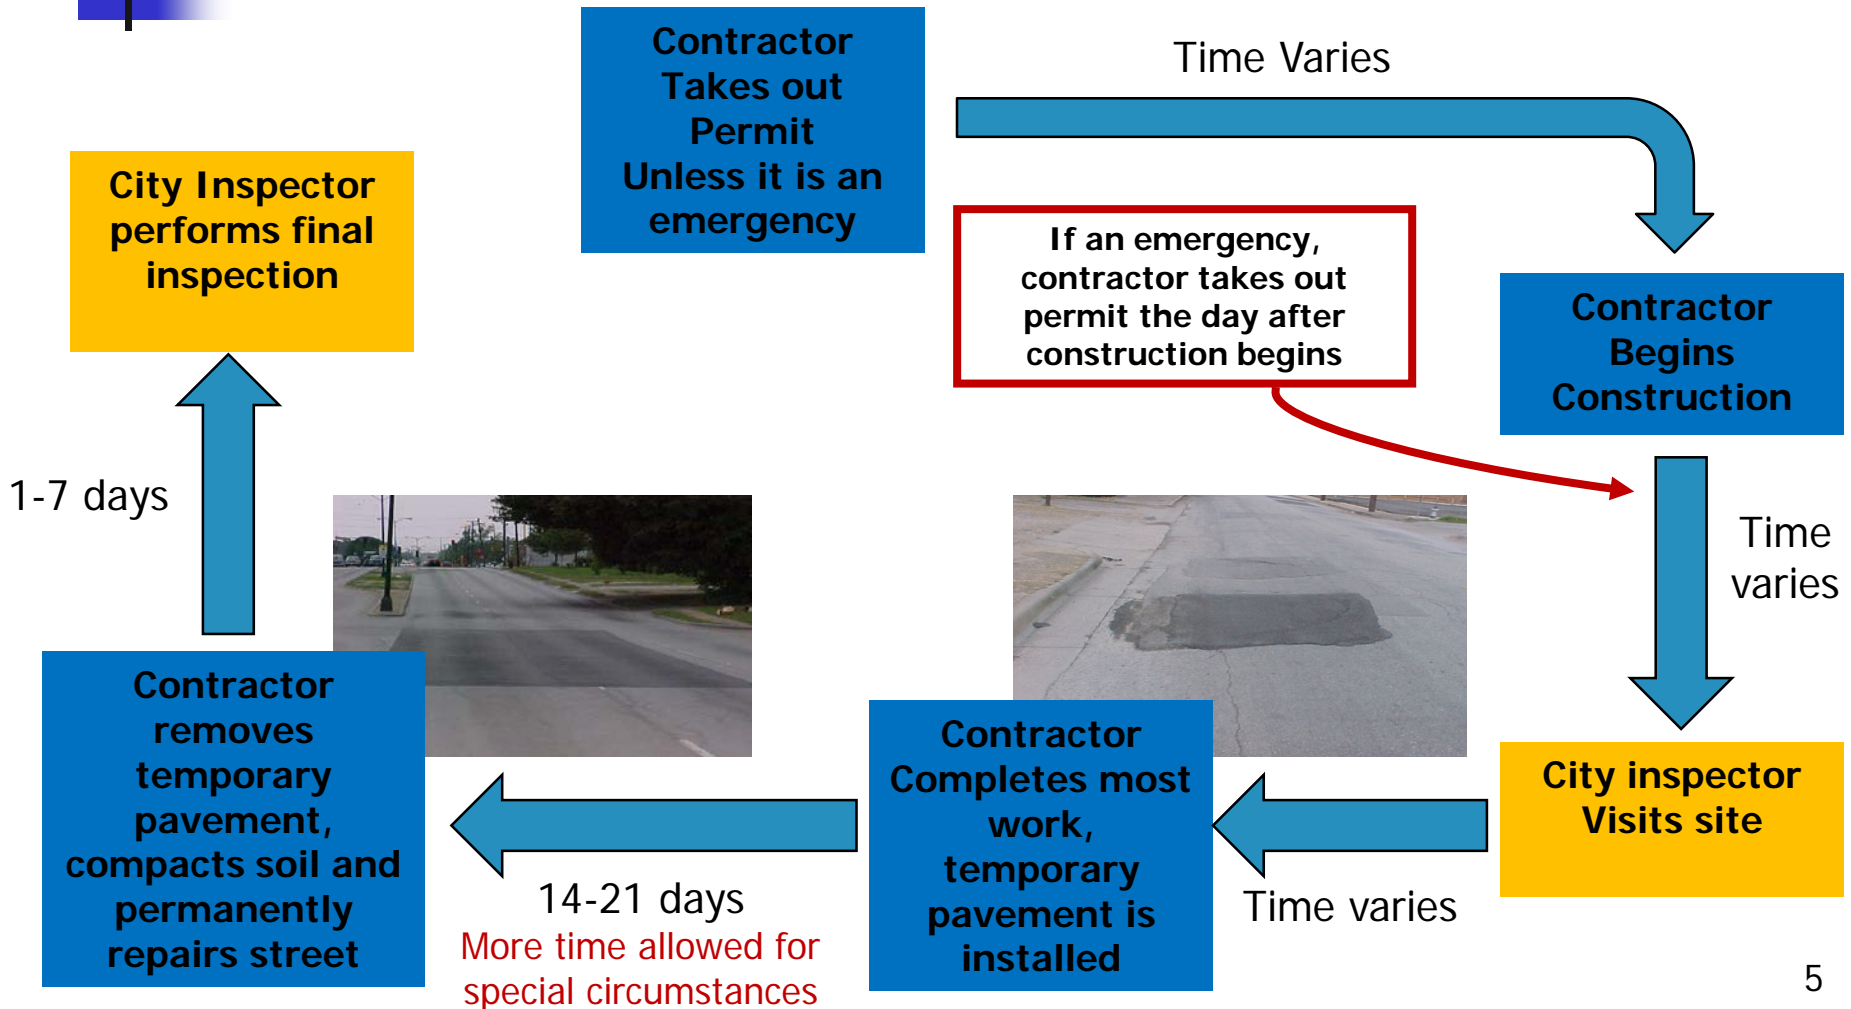 Contractor
Takes out
Permit
Unless it is an
emergency
Time Varies
If an emergency,
contractor takes out
permit the day after
construction begins
Contractor
Begins
Construction
Time
varies
City inspector
Visits site
Time varies
Contractor
Completes most
work,
temporary
pavement is
installed
14-21 days
More time allowed for
special circumstances
Contractor
removes
temporary
pavement,
compacts soil and
permanently
repairs street
1-7 days
City Inspector
performs final
inspection
5